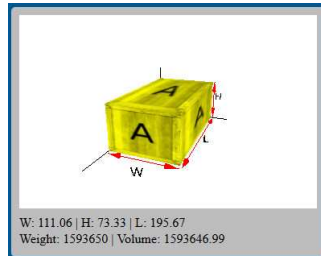 A
A
A
H
L
W
W: 111.06 | H: 73.33 | L: 195.67
Weight: 1593650 | Volume: 1593646.99